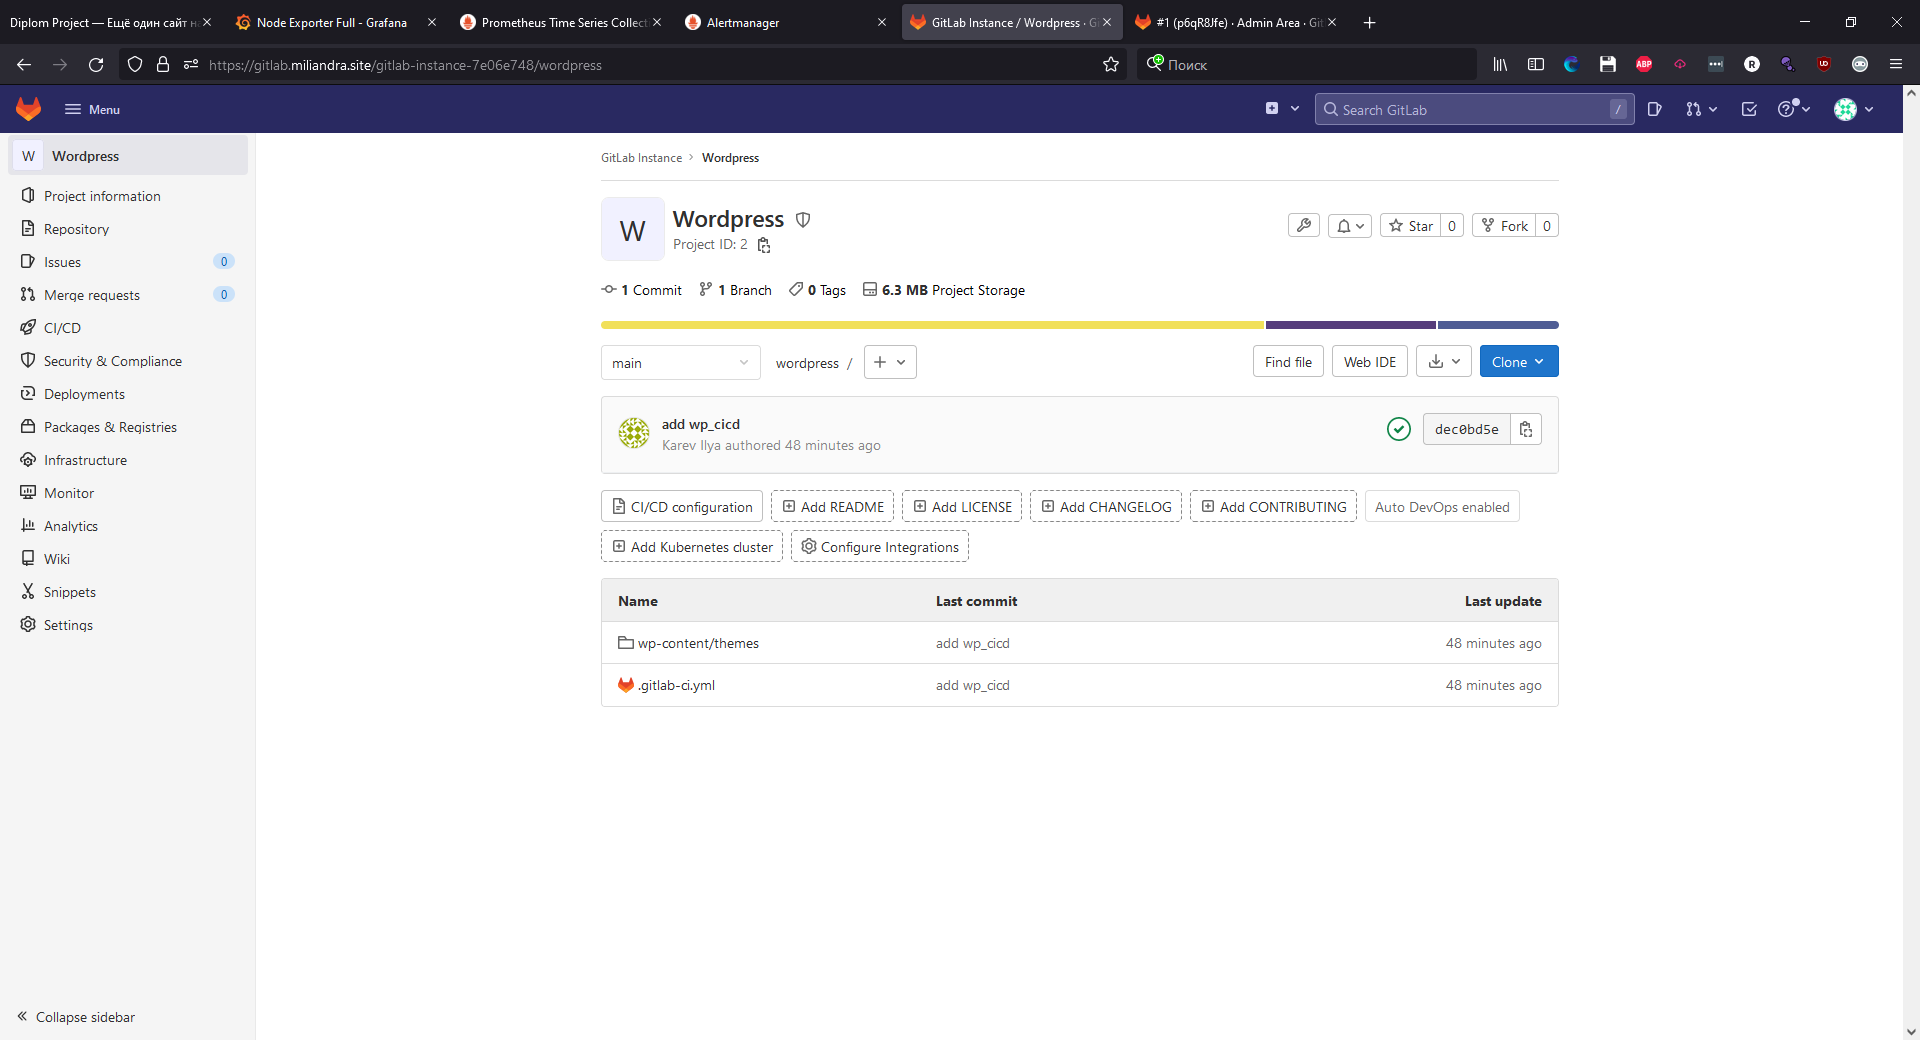 Diplom Project — Ещё один сайт на
Node Exporter Full - Grafana
Prometheus Time Series Collecti
Alertmanager
GitLab Instance / Wordpress · Gi
#1 (p6qR8Jfe) · Admin Area · Git
https://gitlab.miliandra.site/gitlab-instance-7e06e748/wordpress
Поиск
ABP
R
Menu
Search GitLab
/
W Wordpress
Project information
Repository
Issues 0
Merge requests 0
CI/CD
Security & Compliance
Deployments
Packages & Registries
Infrastructure
Monitor
Analytics
Wiki
Snippets
Settings
Collapse sidebar
GitLab Instance > Wordpress
W
Wordpress
Project ID: 2
Star 0
Fork 0
1 Commit 1 Branch 0 Tags 6.3 MB Project Storage
main wordpress / + Find file Web IDE Clone
add wp_cicd
Karev Ilya authored 48 minutes ago
dec0bd5e
CI/CD configuration Add README Add LICENSE Add CHANGELOG Add CONTRIBUTING Auto DevOps enabled
Add Kubernetes cluster Configure Integrations
Name Last commit Last update
wp-content/themes add wp_cicd 48 minutes ago
.gitlab-ci.yml add wp_cicd 48 minutes ago